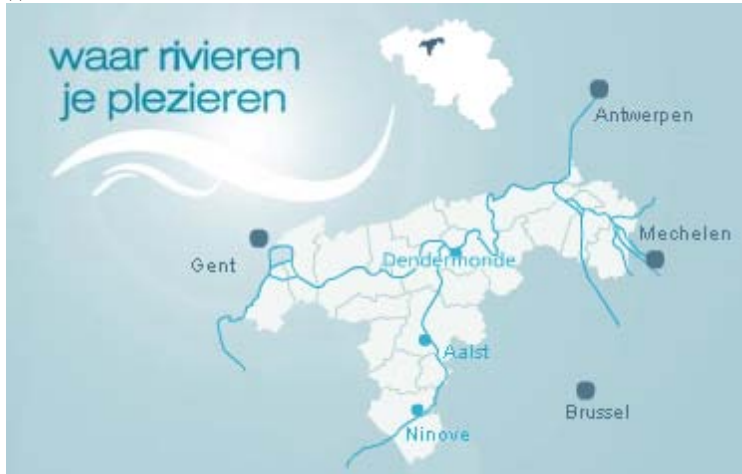 waar rivieren
je plezieren
Antwerpen
Mechelen
Gent
Dendermonde
Aalst
Brussel
Ninove